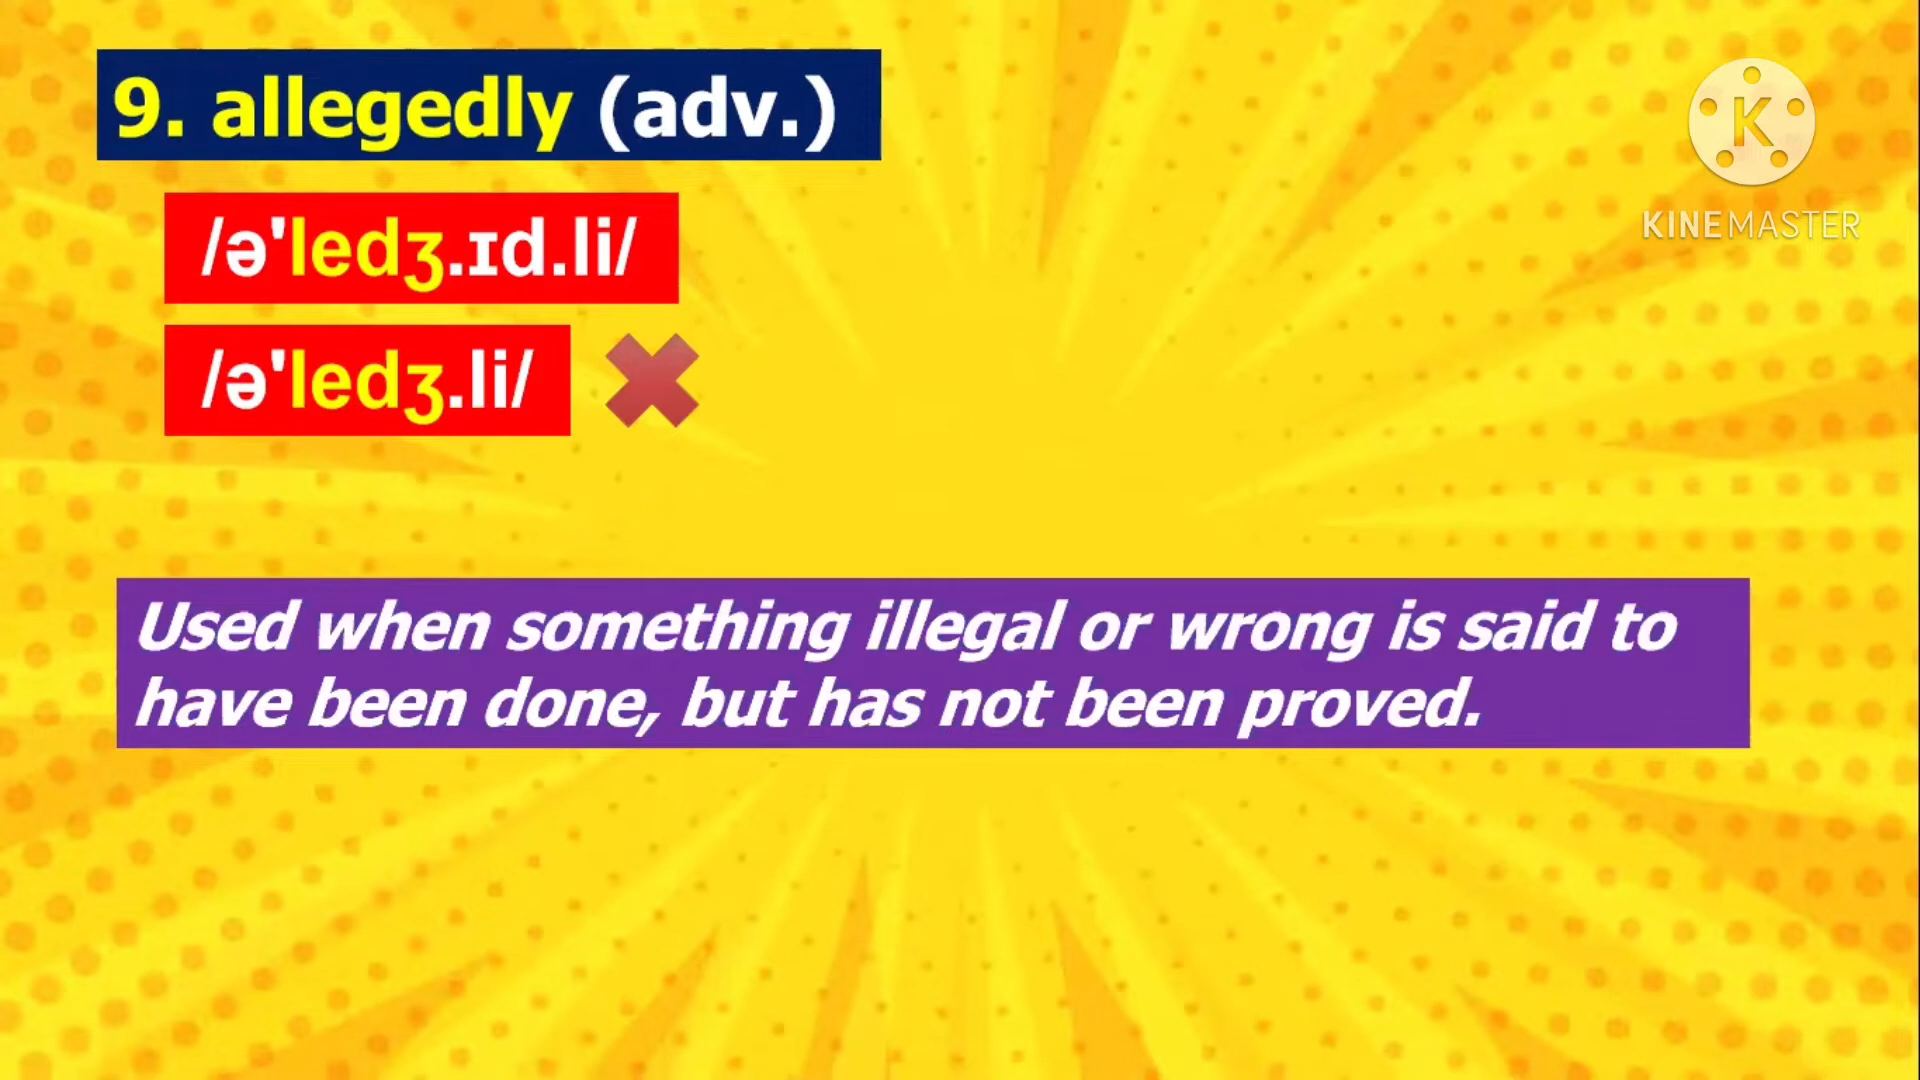 9. allegedly (adv.)
K
KINEMASTER
/ə'ledʒ.ɪd.li/
/ə'ledʒ.li/
Used when something illegal or wrong is said to
have been done, but has not been proved.